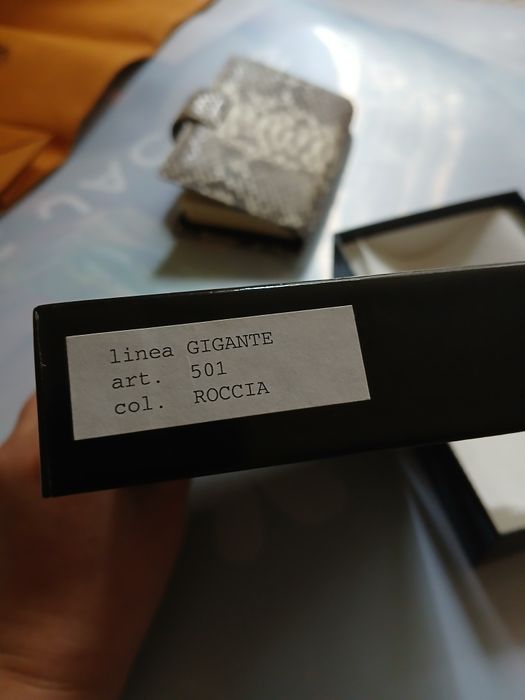 linea GIGANTE
art. 501
col. ROCCIA